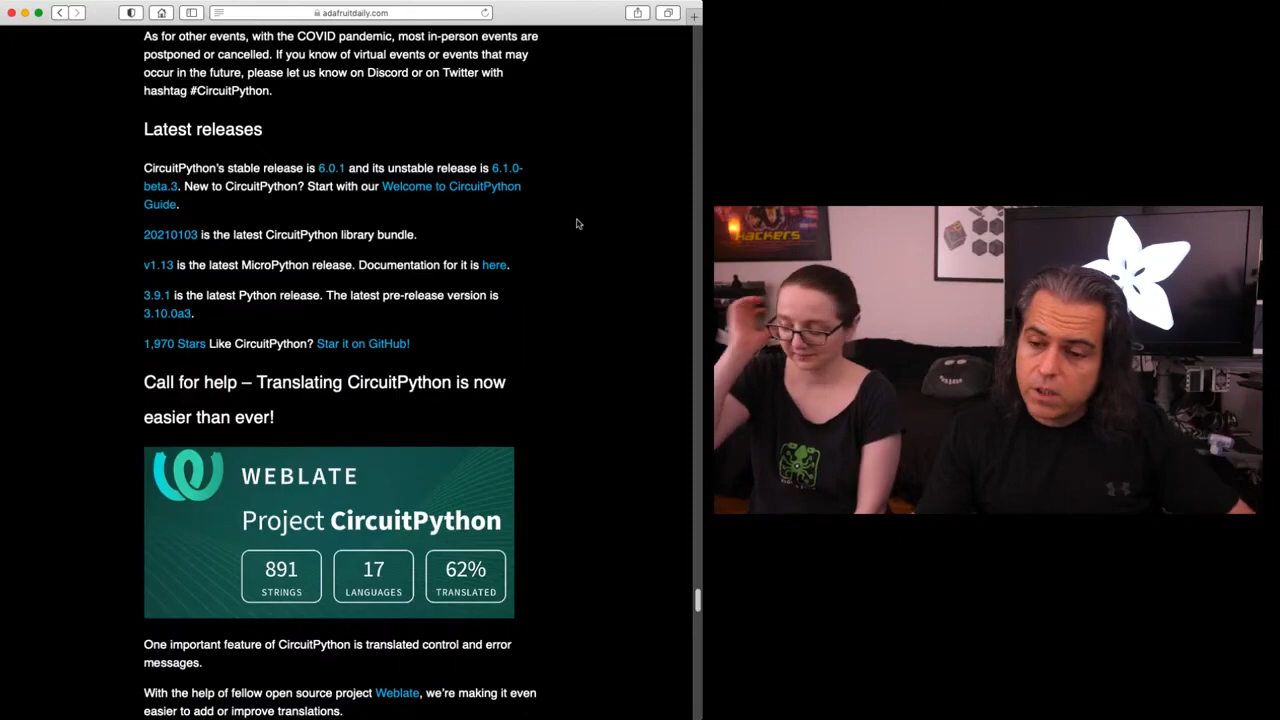 adafruitdaily.com
As for other events, with the COVID pandemic, most in-person events are
postponed or cancelled. If you know of virtual events or events that may
occur in the future, please let us know on Discord or on Twitter with
hashtag #CircuitPython.
Latest releases
CircuitPython's stable release is 6.0.1 and its unstable release is 6.1.0-
beta.3. New to CircuitPython? Start with our Welcome to CircuitPython
Guide.
20210103 is the latest CircuitPython library bundle.
v1.13 is the latest MicroPython release. Documentation for it is here.
3.9.1 is the latest Python release. The latest pre-release version is
3.10.0a3.
1,970 Stars Like CircuitPython? Star it on GitHub!
Call for help – Translating CircuitPython is now
easier than ever!
WEBLATE
Project CircuitPython
891 17 62%
STRINGS LANGUAGES TRANSLATED
One important feature of CircuitPython is translated control and error
messages.
With the help of fellow open source project Weblate, we're making it even
easier to add or improve translations.
HACKERS